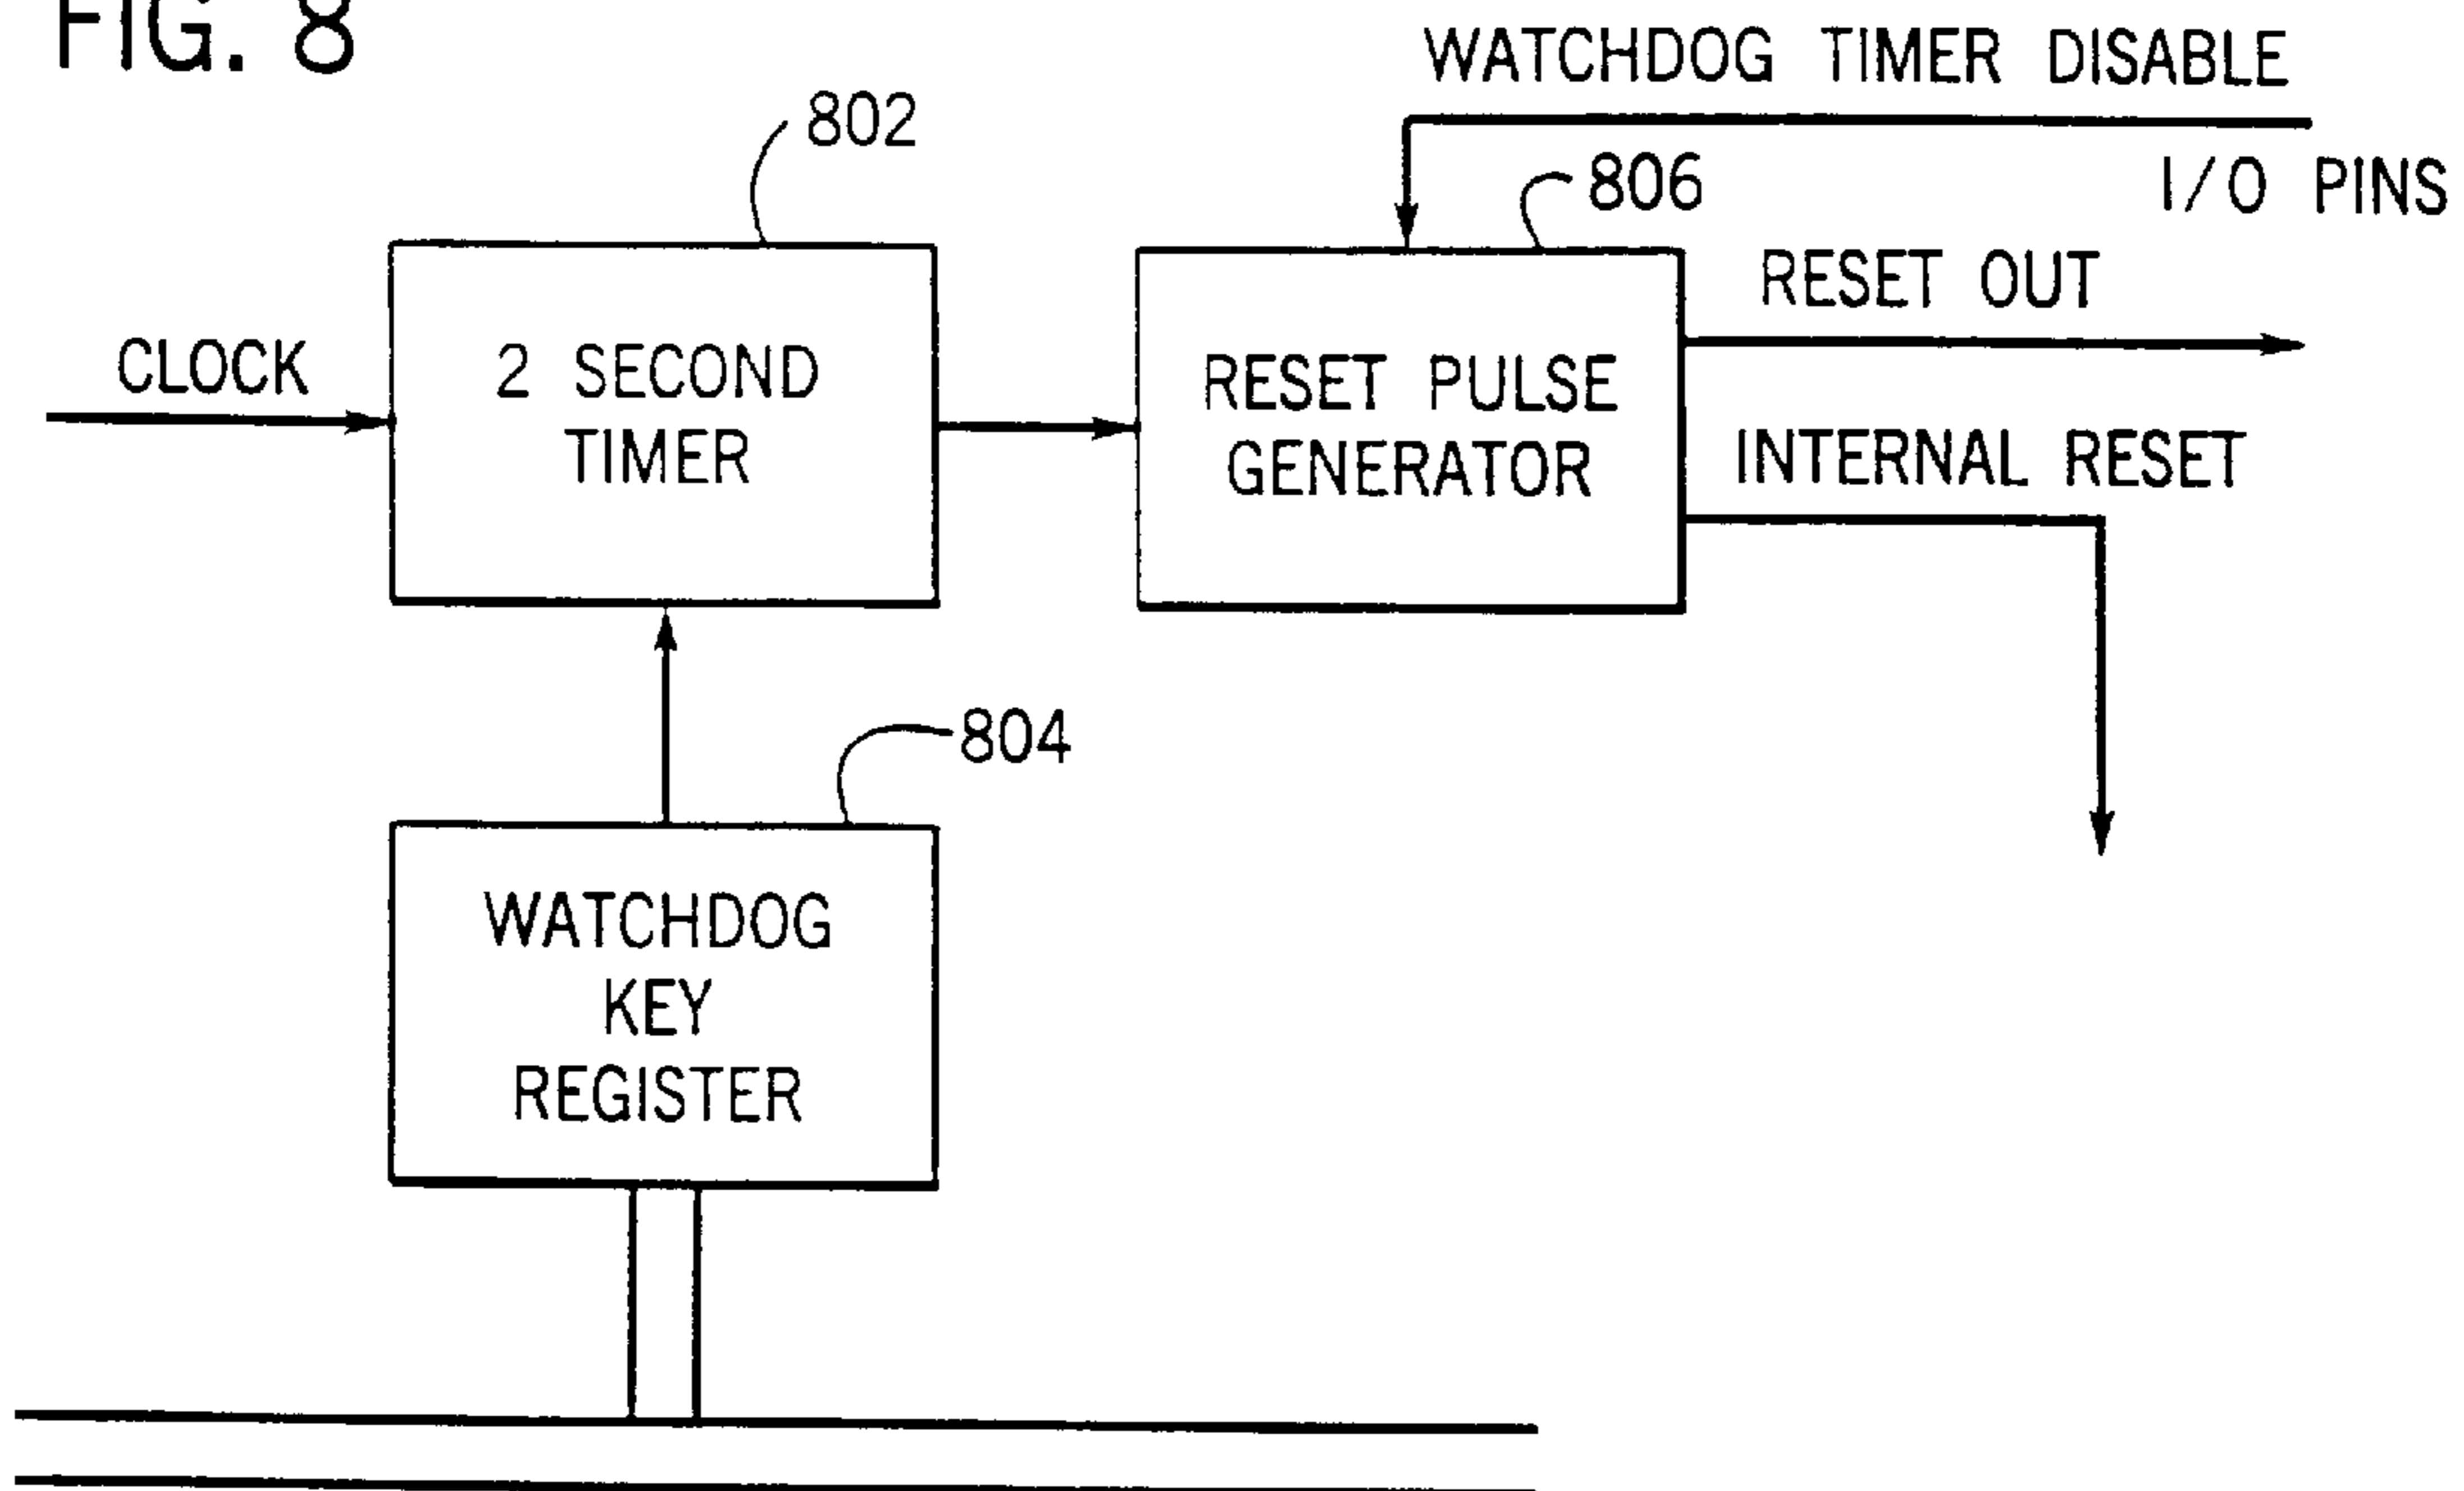 FIG. 8
WATCHDOG TIMER DISABLE
802
806
I/O PINS
RESET OUT
CLOCK
2 SECOND
TIMER
RESET PULSE
GENERATOR
INTERNAL RESET
804
WATCHDOG
KEY
REGISTER